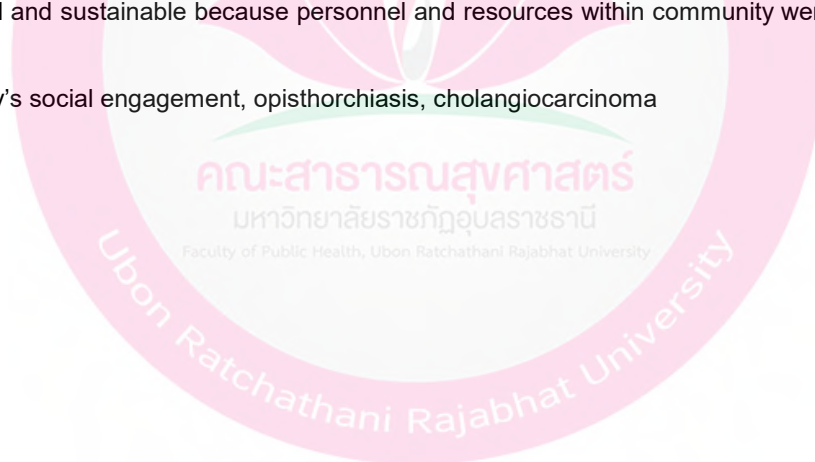 and sustainable because personnel and resources within community
y's social engagement, opisthorchiasis, cholangiocarcinoma
คณะสาธารณสุขศาสตร์
มหาวิทยาลัยราชภัฏอุบลราชธานี
Faculty of Public Health, Ubon Ratchathani Rajabhat University
Ubon Ratchathani Rajabhat University